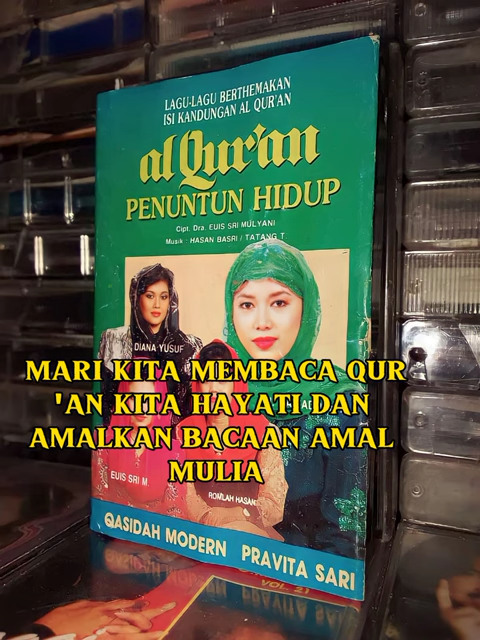 LAGU-LAGU BERTHEMAKAN
ISI KANDUNGAN AL QUR'AN
al Qur'an
PENUNTUN HIDUP
Cipt. Dra. EUIS SRI MULYANI
Musik : HASAN BASRI / TATANG T
DIANA YUSUF
MARI KITA MEMBACA QUR
'AN KITA HAYATI DAN
AMALKAN BACAAN AMAL
MULIA
EUIS SRI M
ROMLAH HASAN
QASIDAH MODERN PRAVITA SARI
VOL. 21